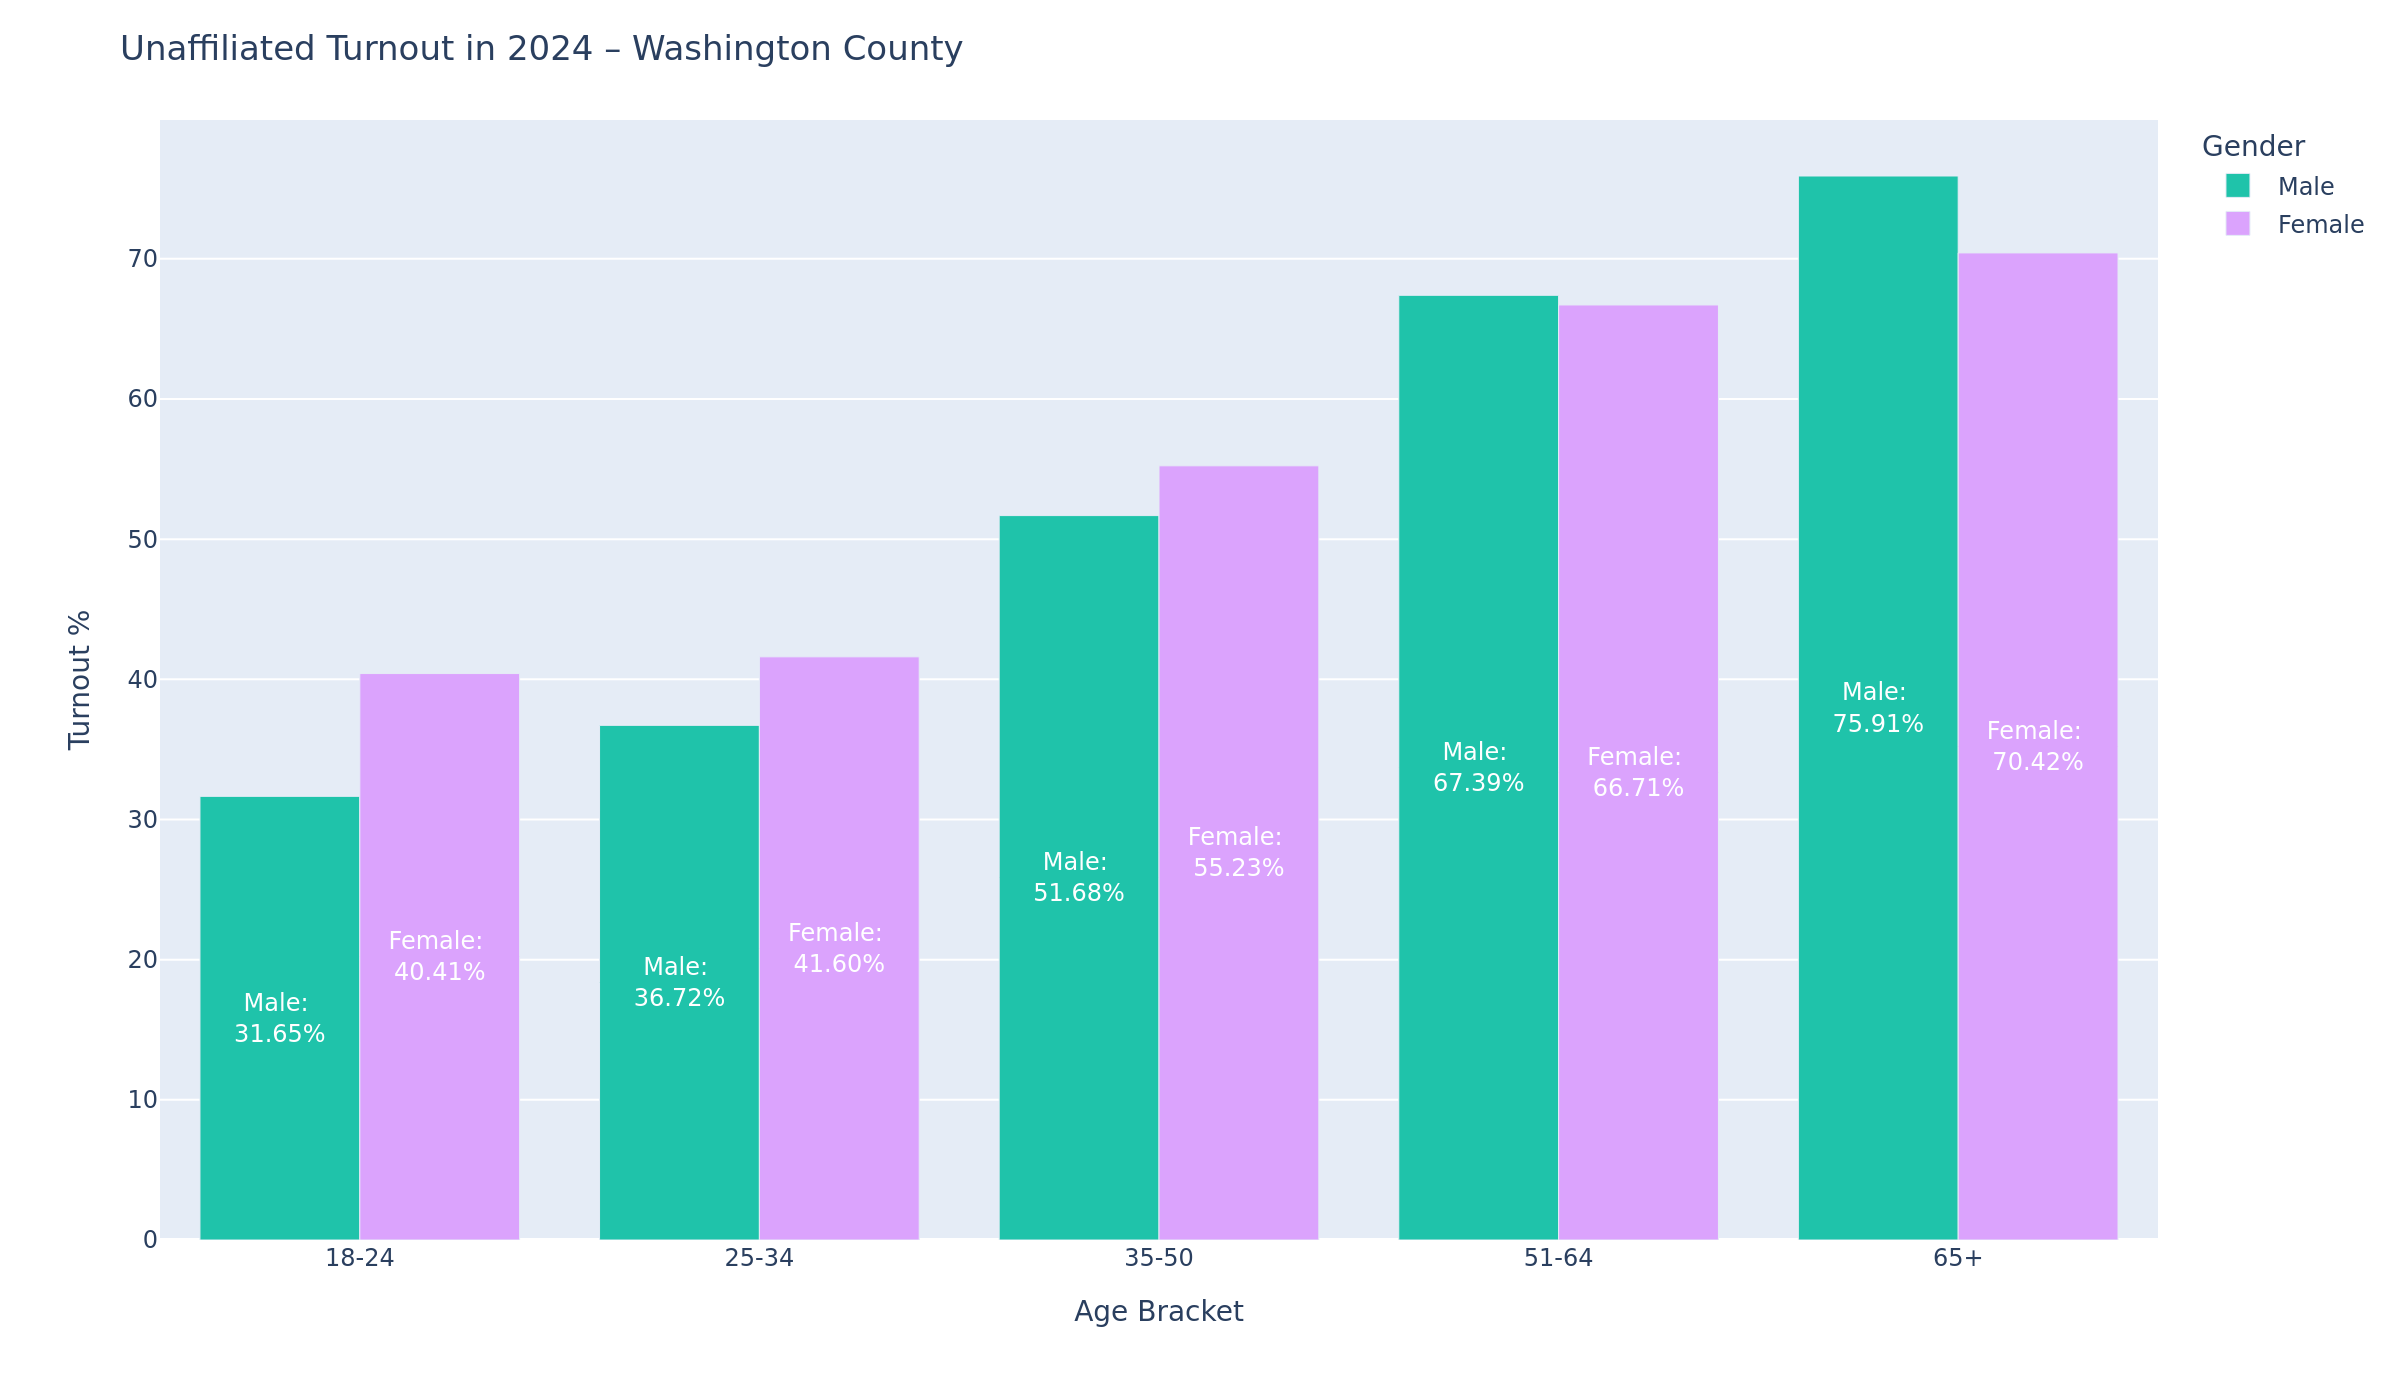 Unaffiliated Turnout in 2024 – Washington County
Gender
Male
Female
Turnout %
70
60
50
40
30
20
10
0
Male:
31.65%
Female:
40.41%
Male:
36.72%
Female:
41.60%
Male:
51.68%
Female:
55.23%
Male:
67.39%
Female:
66.71%
Male:
75.91%
Female:
70.42%
18-24
25-34
35-50
51-64
65+
Age Bracket